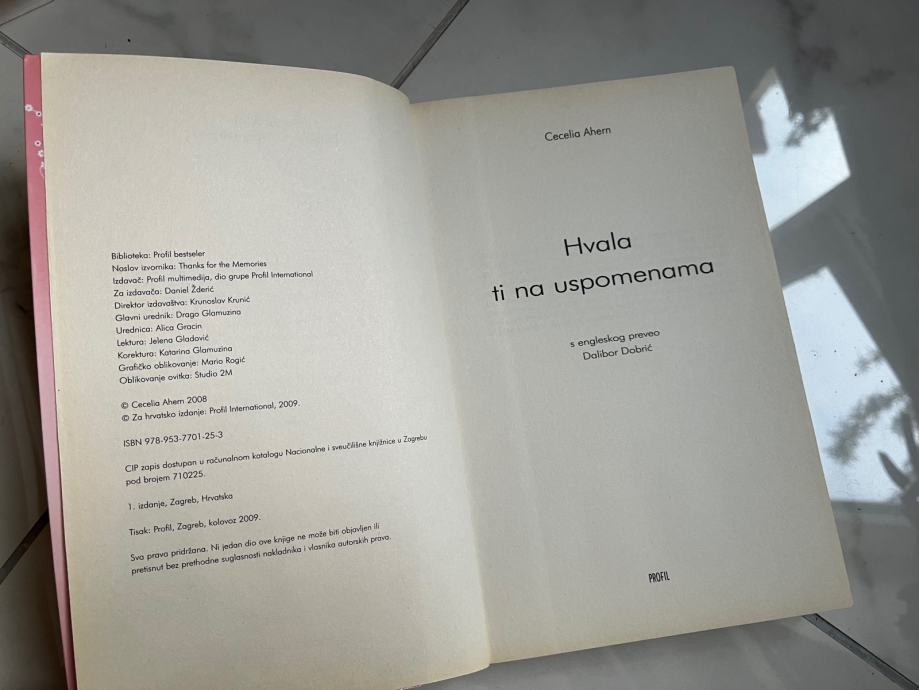 Biblioteka: Profil bestseler
Naslov izvornika: Thanks for the Memories
Izdavač: Profil multimedija, dio grupe Profil International
Za izdavača: Daniel Žderić
Direktor izdavaštva: Krunoslav Krunić
Glavni urednik: Drago Glamuzina
Urednica: Alica Gracin
Lektura: Jelena Gladović
Korektura: Katarina Glamuzina
Grafičko oblikovanje: Mario Rogić
Oblikovanje ovitka: Studio 2M
© Cecelia Ahern 2008
© Za hrvatsko izdanje: Profil International, 2009.
ISBN 978-953-7701-25-3
CIP zapis dostupan u računalnom katalogu Nacionalne i sveučilišne knjižnice u Zagrebu
pod brojem 710225.
1. izdanje, Zagreb, Hrvatska
Tisak: Profil, Zagreb, kolovoz 2009.
Sva prava pridržana. Ni jedan dio ove knjige ne može biti objavljen ili
pretisnut bez prethodne suglasnosti nakladnika i vlasnika autorskih prava.
Cecelia Ahern
Hvala
ti na uspomenama
s engleskog preveo
Dalibor Dobrić
PROFIL